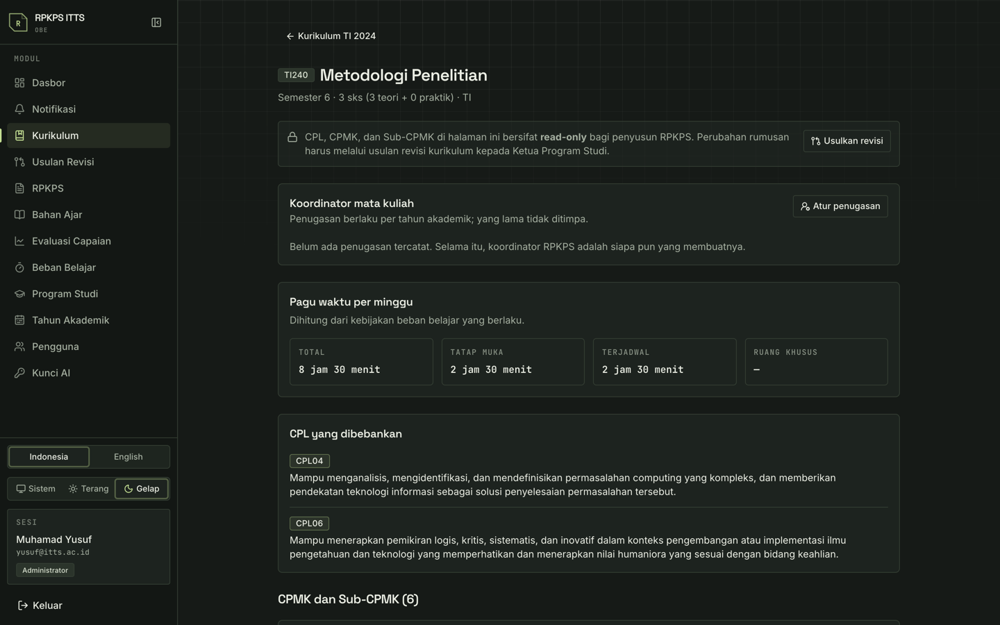 RPKPS ITTS
OBE
MODUL
Dasbor
Notifikasi
Kurikulum
Usulan Revisi
RPKPS
Bahan Ajar
Evaluasi Capaian
Beban Belajar
Program Studi
Tahun Akademik
Pengguna
Kunci AI
Indonesia
English
Sistem
Terang
Gelap
SESI
Muhamad Yusuf
yusuf@itts.ac.id
Administrator
Keluar
← Kurikulum TI 2024
TI240 Metodologi Penelitian
Semester 6 · 3 sks (3 teori + 0 praktik) · TI
CPL, CPMK, dan Sub-CPMK di halaman ini bersifat read-only bagi penyusun RPKPS. Perubahan rumusan
harus melalui usulan revisi kurikulum kepada Ketua Program Studi.
Usulkan revisi
Koordinator mata kuliah
Penugasan berlaku per tahun akademik; yang lama tidak ditimpa.
Atur penugasan
Belum ada penugasan tercatat. Selama itu, koordinator RPKPS adalah siapa pun yang membuatnya.
Pagu waktu per minggu
Dihitung dari kebijakan beban belajar yang berlaku.
TOTAL
8 jam 30 menit
TATAP MUKA
2 jam 30 menit
TERJADWAL
2 jam 30 menit
RUANG KHUSUS
—
CPL yang dibebankan
CPL04
Mampu menganalisis, mengidentifikasi, dan mendefinisikan permasalahan computing yang kompleks, dan memberikan
pendekatan teknologi informasi sebagai solusi penyelesaian permasalahan tersebut.
CPL06
Mampu menerapkan pemikiran logis, kritis, sistematis, dan inovatif dalam konteks pengembangan atau implementasi ilmu
pengetahuan dan teknologi yang memperhatikan dan menerapkan nilai humaniora yang sesuai dengan bidang keahlian.
CPMK dan Sub-CPMK (6)